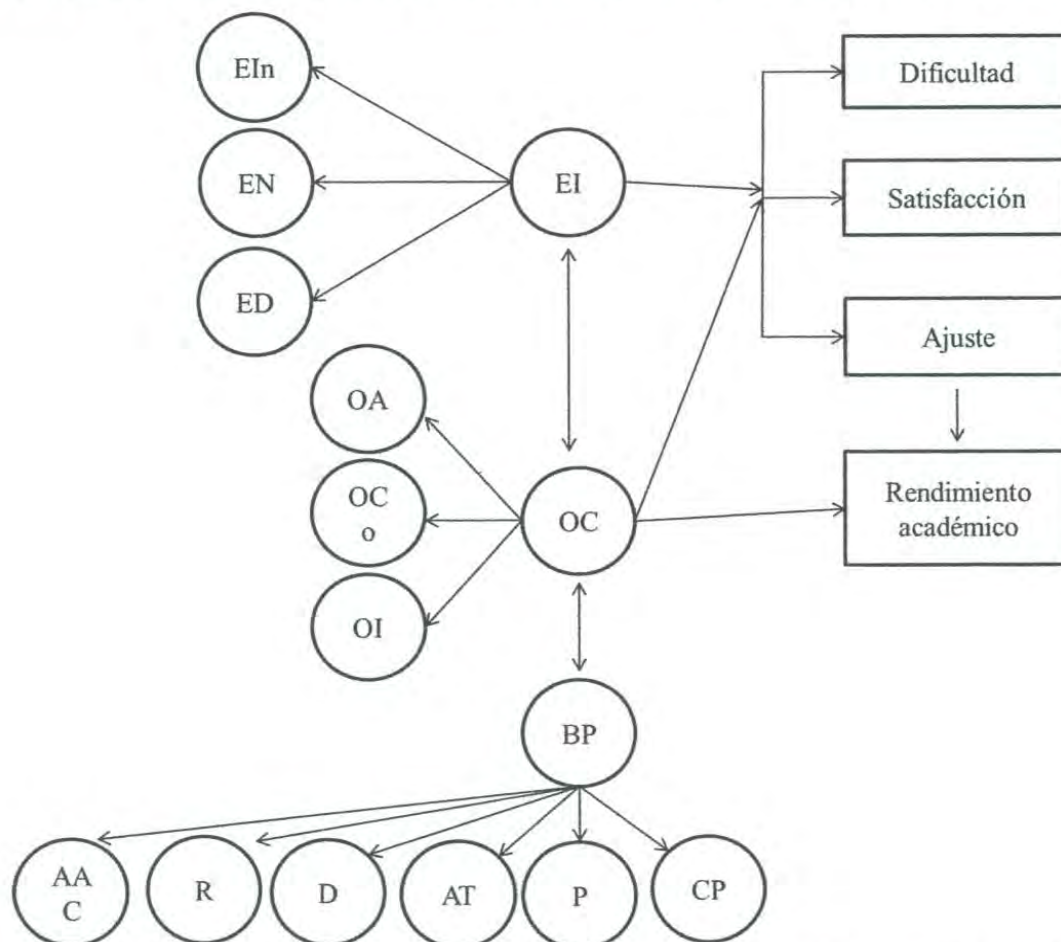 EIn
Dificultad
EN
EI
Satisfacción
ED
Ajuste
OA
OC
o
OC
Rendimiento
académico
OI
BP
AA
C
R
D
AT
P
CP